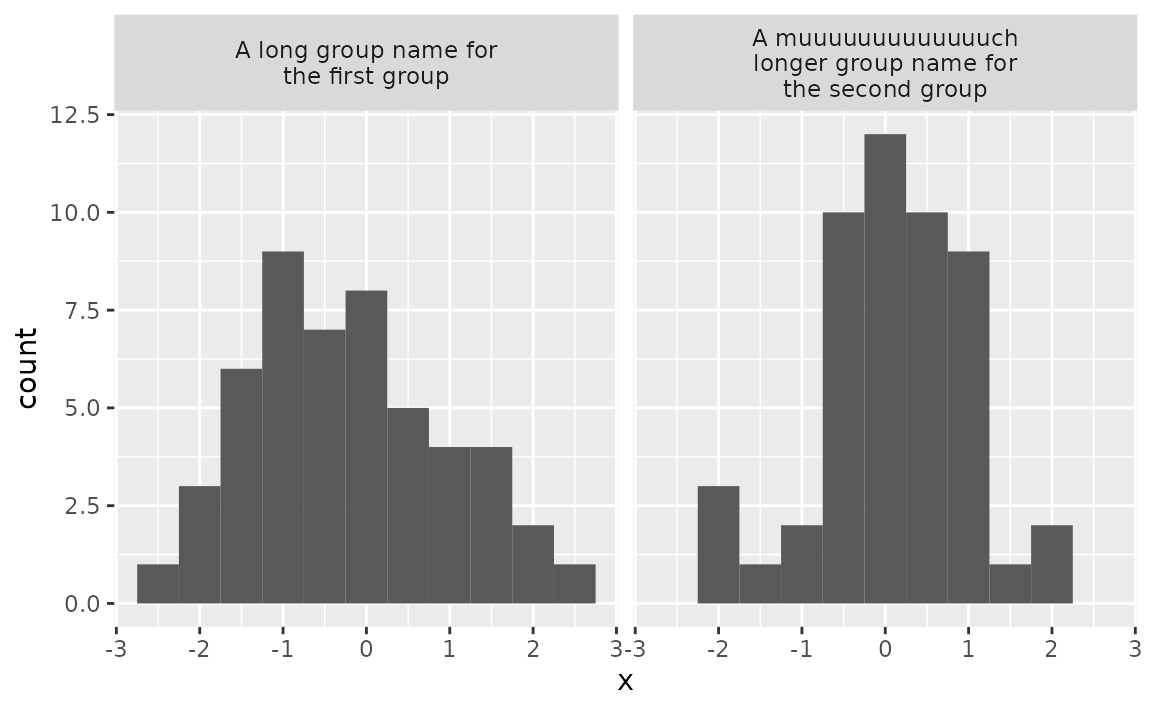 A long group name for
the first group
A muuuuuuuuuuuuuch
longer group name for
the second group
12.5
10.0
7.5
5.0
2.5
0.0
count
-3 -2 -1 0 1 2 3
-3 -2 -1 0 1 2 3
x